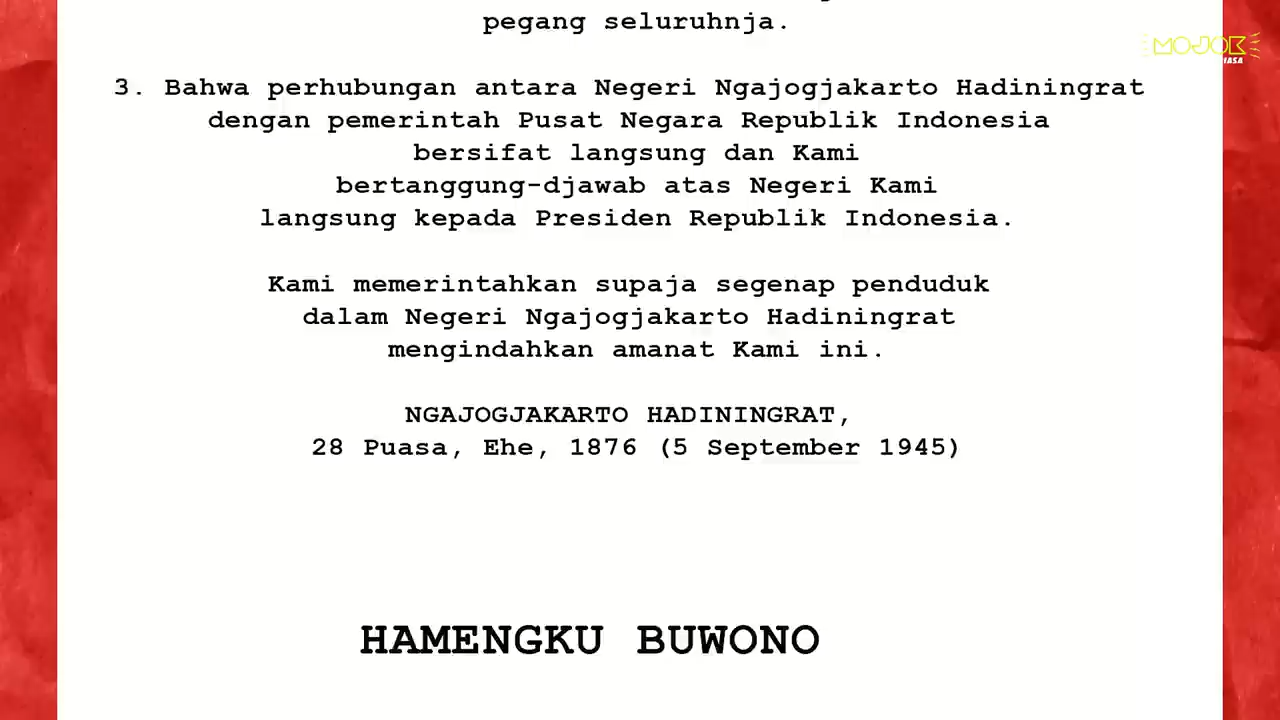 pegang seluruhnja.
MOJOK
3. Bahwa perhubungan antara Negeri Ngajogjakarto Hadiningrat
dengan pemerintah Pusat Negara Republik Indonesia
bersifat langsung dan Kami
bertanggung-djawab atas Negeri Kami
langsung kepada Presiden Republik Indonesia.
Kami memerintahkan supaja segenap penduduk
dalam Negeri Ngajogjakarto Hadiningrat
mengindahkan amanat Kami ini.
NGAJOGJAKARTO HADININGRAT,
28 Puasa, Ehe, 1876 (5 September 1945)
HAMENGKU BUWONO